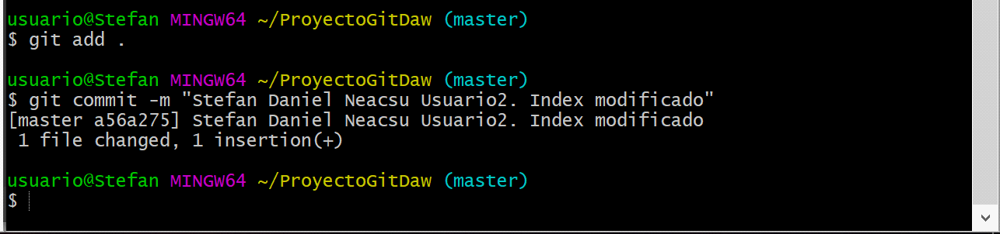 usuario@Stefan MINGW64 ~/ProyectoGitDaw (master)
$ git add .
usuario@Stefan MINGW64 ~/ProyectoGitDaw (master)
$ git commit -m "Stefan Daniel Neacsu Usuario2. Index modificado"
[master a56a275] Stefan Daniel Neacsu Usuario2. Index modificado
 1 file changed, 1 insertion(+)
usuario@Stefan MINGW64 ~/ProyectoGitDaw (master)
$